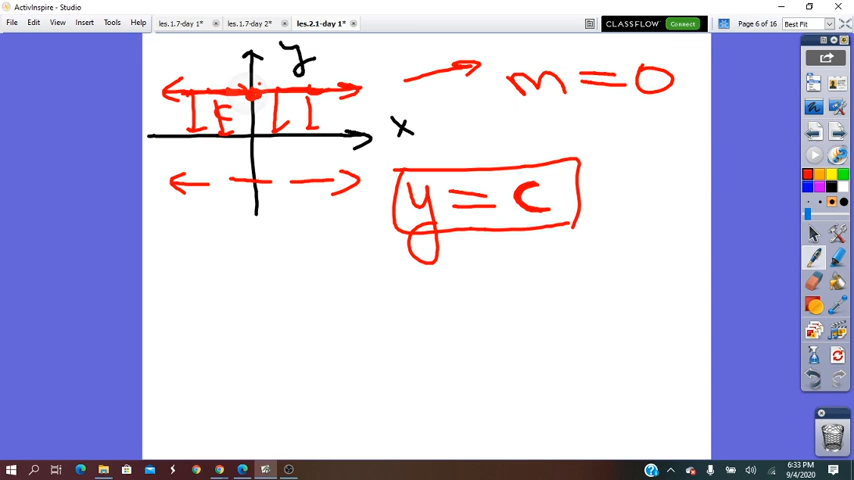 ActivInspire - Studio
les.1.7-day 1*
les.1.7-day 2*
les.2.1-day 1*
CLASSFLOW
Page 6 of 16
Best Fit
File Edit View Insert Tools Help
y
m = 0
x
y = c
6:33 PM
9/4/2020